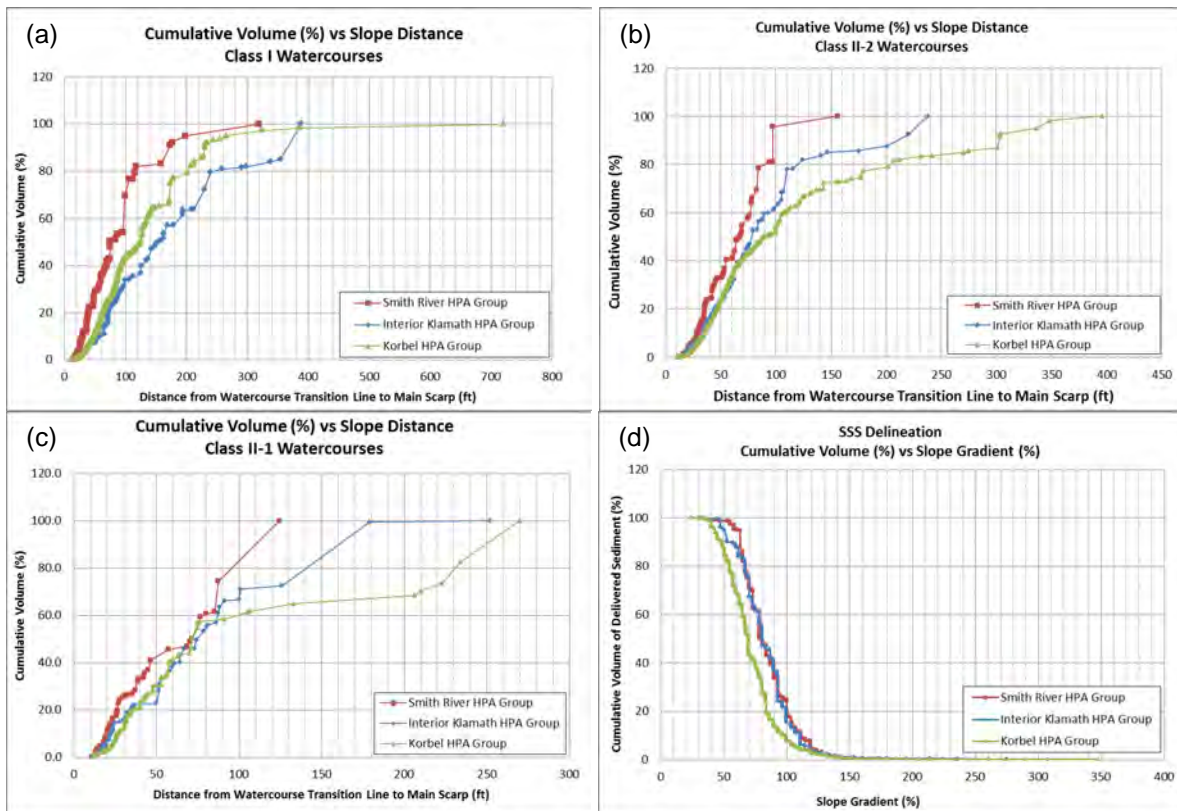 (a)
Cumulative Volume (%) vs Slope Distance
Class I Watercourses
120
100
80
60
40
20
0
Cumulative Volume (%)
Smith River HPA Group
Interior Klamath HPA Group
Korbel HPA Group
0 100 200 300 400 500 600 700 800
Distance from Watercourse Transition Line to Main Scarp (ft)
(b)
Cumulative Volume (%) vs Slope Distance
Class II-2 Watercourses
120
100
80
60
40
20
0
Cumulative Volume (%)
Smith River HPA Group
Interior Klamath HPA Group
Korbel HPA Group
0 50 100 150 200 250 300 350 400 450
Distance from Watercourse Transition Line to Main Scarp (ft)
(c)
Cumulative Volume (%) vs Slope Distance
Class II-1 Watercourses
120.0
100.0
80.0
60.0
40.0
20.0
0.0
Cumulative Volume (%)
Smith River HPA Group
Interior Klamath HPA Group
Korbel HPA Group
0 50 100 150 200 250 300
Distance from Watercourse Transition Line to Main Scarp (ft)
(d)
SSS Delineation
Cumulative Volume (%) vs Slope Gradient (%)
120
100
80
60
40
20
0
Cumulative Volume of Delivered Sediment (%)
Smith River HPA Group
Interior Klamath HPA Group
Korbel HPA Group
0 50 100 150 200 250 300 350 400
Slope Gradient (%)